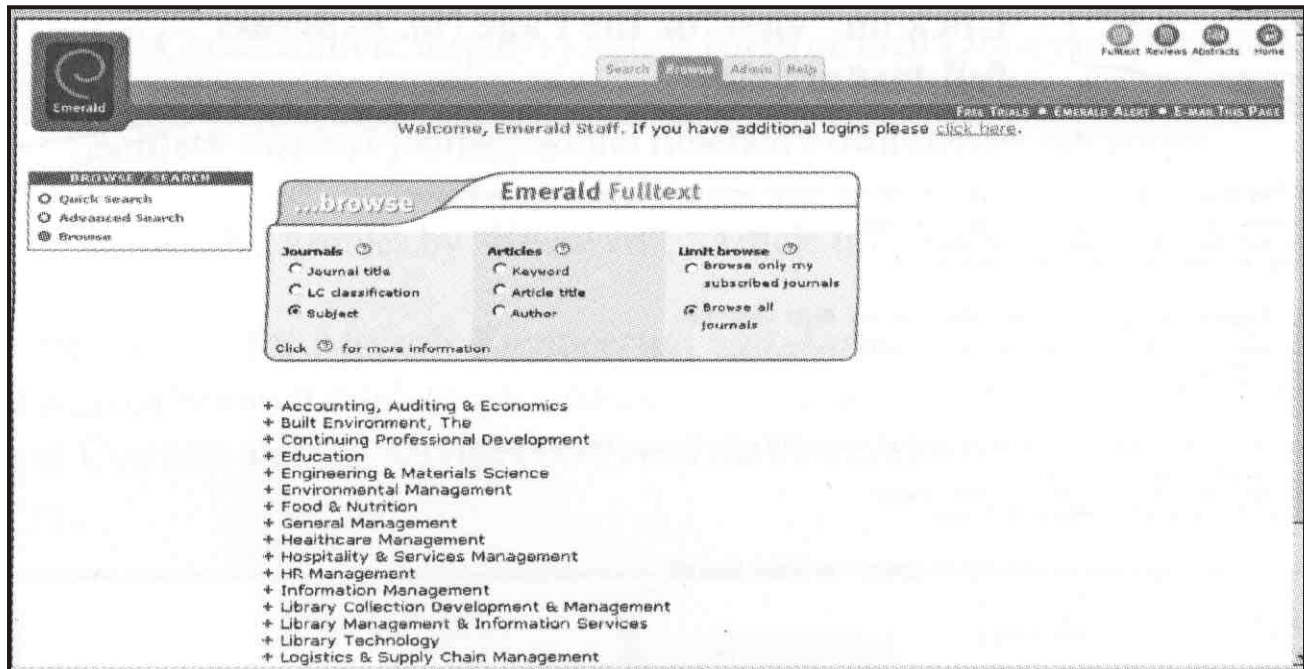 Fulltext Reviews Abstracts Home
Search Browse Admin Help
Emerald
FREE TRIALS EMERALD ALERT E-MAIL THIS PAGE
Welcome, Emerald Staff. If you have additional logins please click here.
BROWSE / SEARCH
Quick Search
Advanced Search
Browse
...browse
Emerald Fulltext
Journals ?
Journal title
LC classification
Subject
Click ? for more information
Articles ?
Keyword
Article title
Author
Limit browse ?
Browse only my
subscribed journals
Browse all
journals
+ Accounting, Auditing & Economics
+ Built Environment, The
+ Continuing Professional Development
+ Education
+ Engineering & Materials Science
+ Environmental Management
+ Food & Nutrition
+ General Management
+ Healthcare Management
+ Hospitality & Services Management
+ HR Management
+ Information Management
+ Library Collection Development & Management
+ Library Management & Information Services
+ Library Technology
+ Logistics & Supply Chain Management